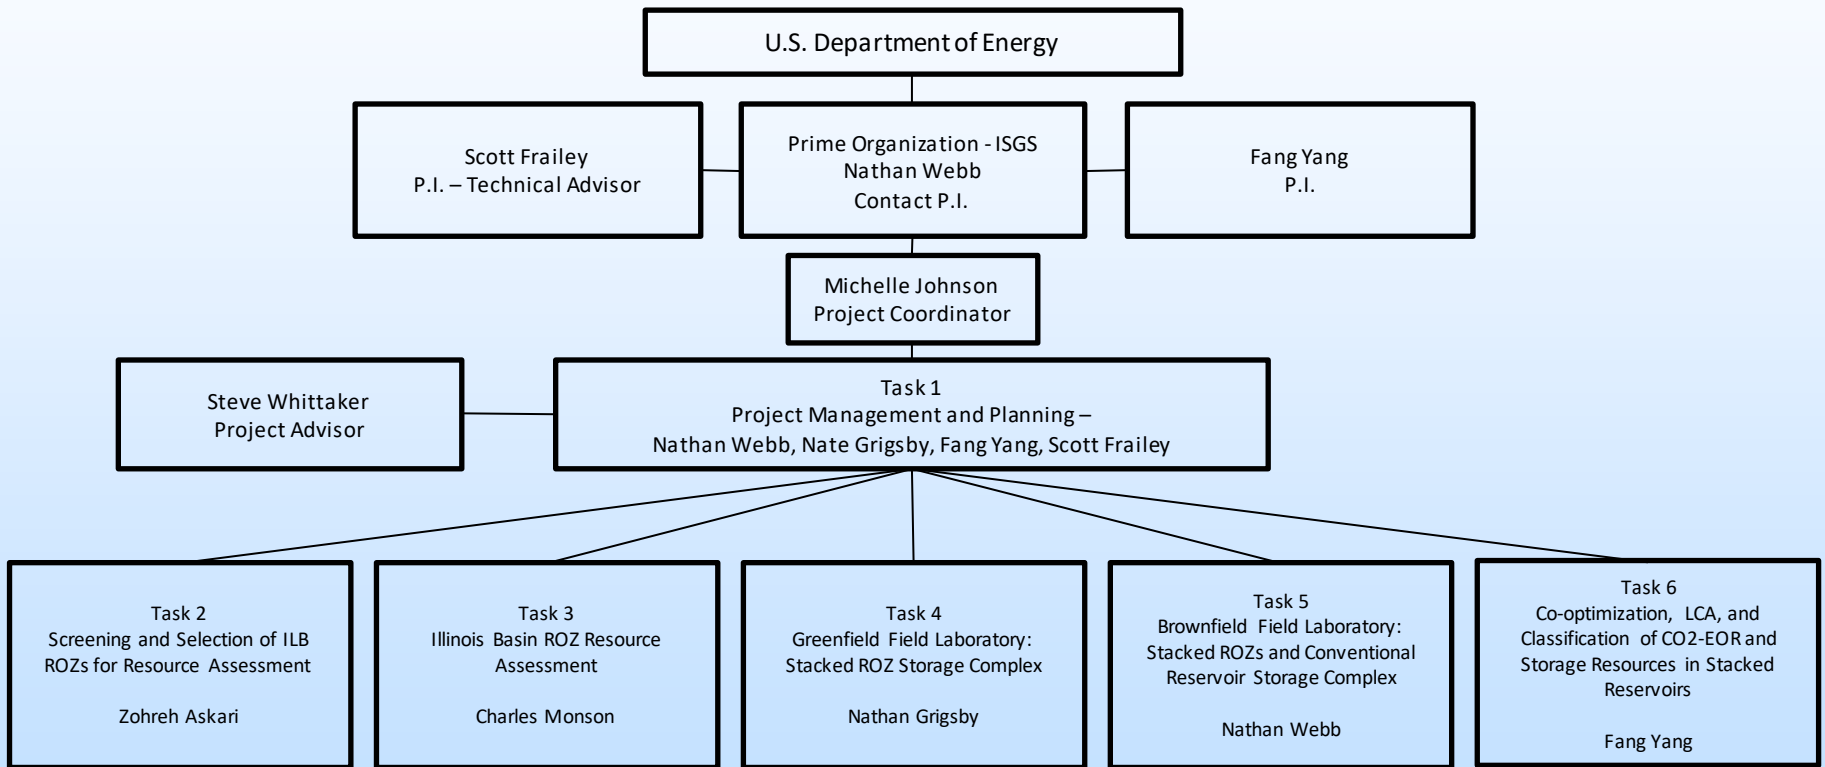 U.S. Department of Energy
Scott Frailey
P.I. – Technical Advisor
Prime Organization - ISGS
Nathan Webb
Contact P.I.
Fang Yang
P.I.
Michelle Johnson
Project Coordinator
Steve Whittaker
Project Advisor
Task 1
Project Management and Planning –
Nathan Webb, Nate Grigsby, Fang Yang, Scott Frailey
Task 2
Screening and Selection of ILB
ROZs for Resource Assessment
Zohreh Askari
Task 3
Illinois Basin ROZ Resource
Assessment
Charles Monson
Task 4
Greenfield Field Laboratory:
Stacked ROZ Storage Complex
Nathan Grigsby
Task 5
Brownfield Field Laboratory:
Stacked ROZs and Conventional
Reservoir Storage Complex
Nathan Webb
Task 6
Co-optimization, LCA, and
Classification of CO2-EOR and
Storage Resources in Stacked
Reservoirs
Fang Yang